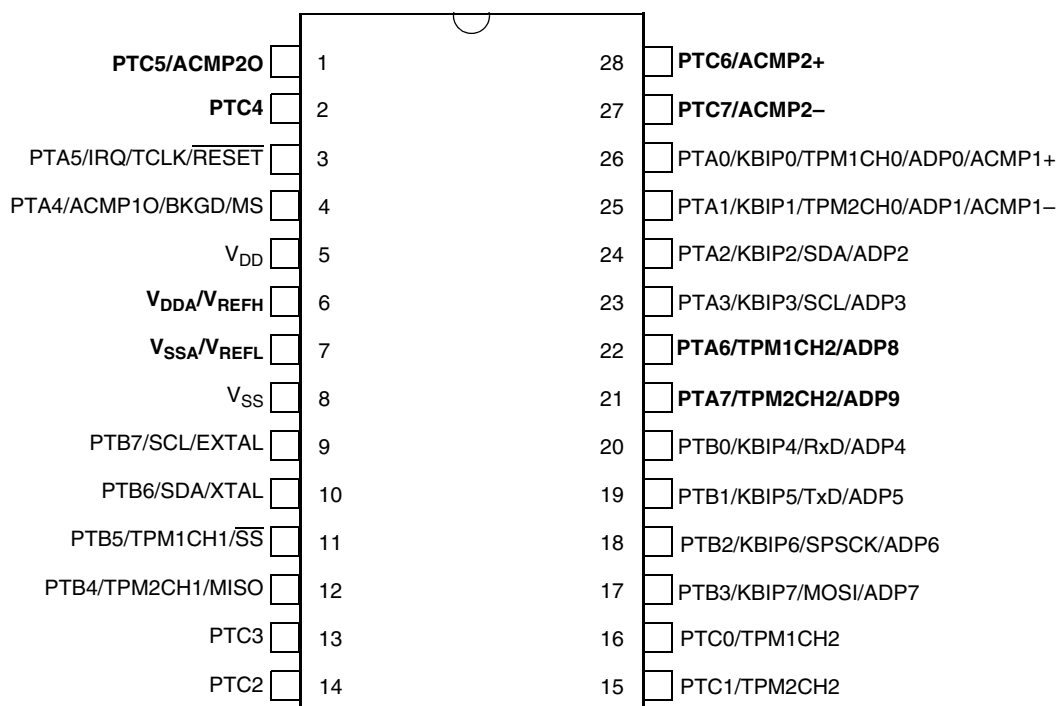 PTC5/ACMP2O 1 28 PTC6/ACMP2+
PTC4 2 27 PTC7/ACMP2–
PTA5/IRQ/TCLK/RESET 3 26 PTA0/KBIP0/TPM1CH0/ADP0/ACMP1+
PTA4/ACMP1O/BKGD/MS 4 25 PTA1/KBIP1/TPM2CH0/ADP1/ACMP1–
VDD 5 24 PTA2/KBIP2/SDA/ADP2
VDDA/VREFH 6 23 PTA3/KBIP3/SCL/ADP3
VSSA/VREFL 7 22 PTA6/TPM1CH2/ADP8
VSS 8 21 PTA7/TPM2CH2/ADP9
PTB7/SCL/EXTAL 9 20 PTB0/KBIP4/RxD/ADP4
PTB6/SDA/XTAL 10 19 PTB1/KBIP5/TxD/ADP5
PTB5/TPM1CH1/SS 11 18 PTB2/KBIP6/SPSCK/ADP6
PTB4/TPM2CH1/MISO 12 17 PTB3/KBIP7/MOSI/ADP7
PTC3 13 16 PTC0/TPM1CH2
PTC2 14 15 PTC1/TPM2CH2